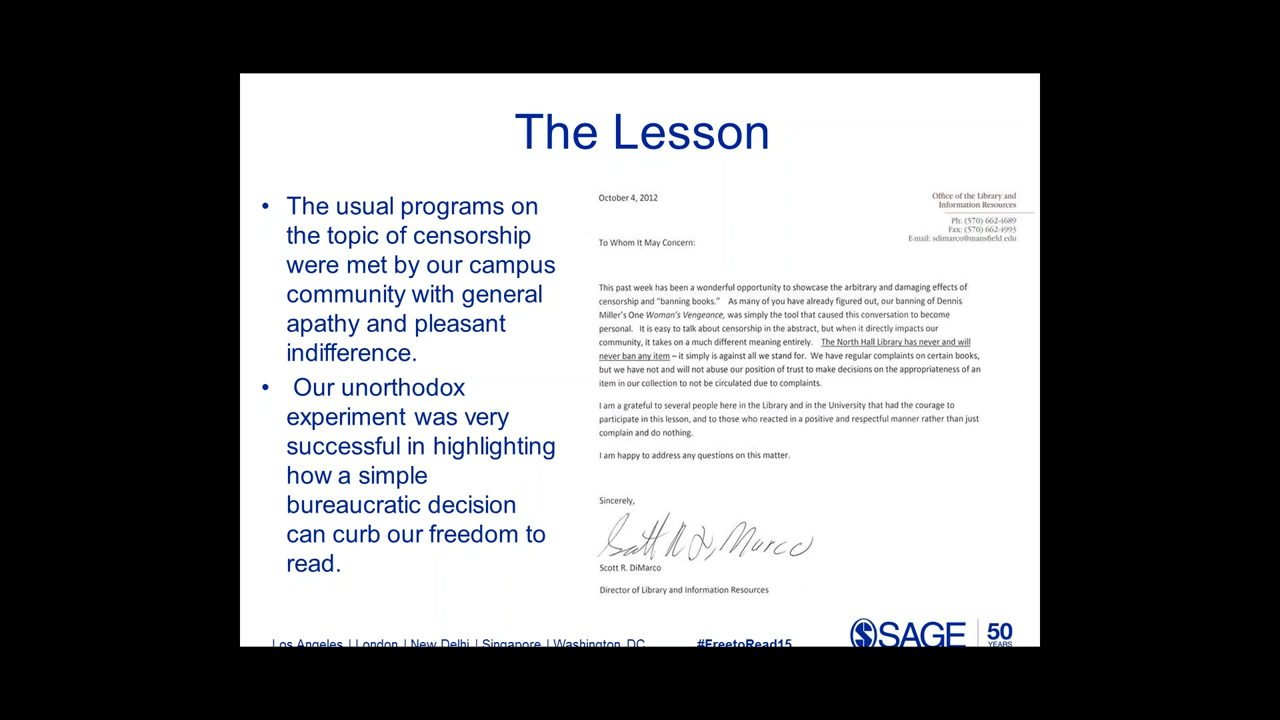 The Lesson
• The usual programs on
the topic of censorship
were met by our campus
community with general
apathy and pleasant
indifference.
• Our unorthodox
experiment was very
successful in highlighting
how a simple
bureaucratic decision
can curb our freedom to
read.
October 4, 2012
Office of the Library and
Information Resources
Ph: (570) 662-4689
Fax: (570) 662-4993
E-mail: sdimarco@mansfield.edu
To Whom It May Concern:
This past week has been a wonderful opportunity to showcase the arbitrary and damaging effects of
censorship and "banning books." As many of you have already figured out, our banning of Dennis
Miller's One Woman's Vengeance, was simply the tool that caused this conversation to become
personal. It is easy to talk about censorship in the abstract, but when it directly impacts our
community, it takes on a much different meaning entirely. The North Hall Library has never and will
never ban any item – it simply is against all we stand for. We have regular complaints on certain books,
but we have not and will not abuse our position of trust to make decisions on the appropriateness of an
item in our collection to not be circulated due to complaints.
I am a grateful to several people here in the Library and in the University that had the courage to
participate in this lesson, and to those who reacted in a positive and respectful manner rather than just
complain and do nothing.
I am happy to address any questions on this matter.
Sincerely,
Scott R. DiMarco
Scott R. DiMarco
Director of Library and Information Resources
Los Angeles | London | New Delhi | Singapore | Washington DC
#FreetoRead15
SAGE
50
YEARS